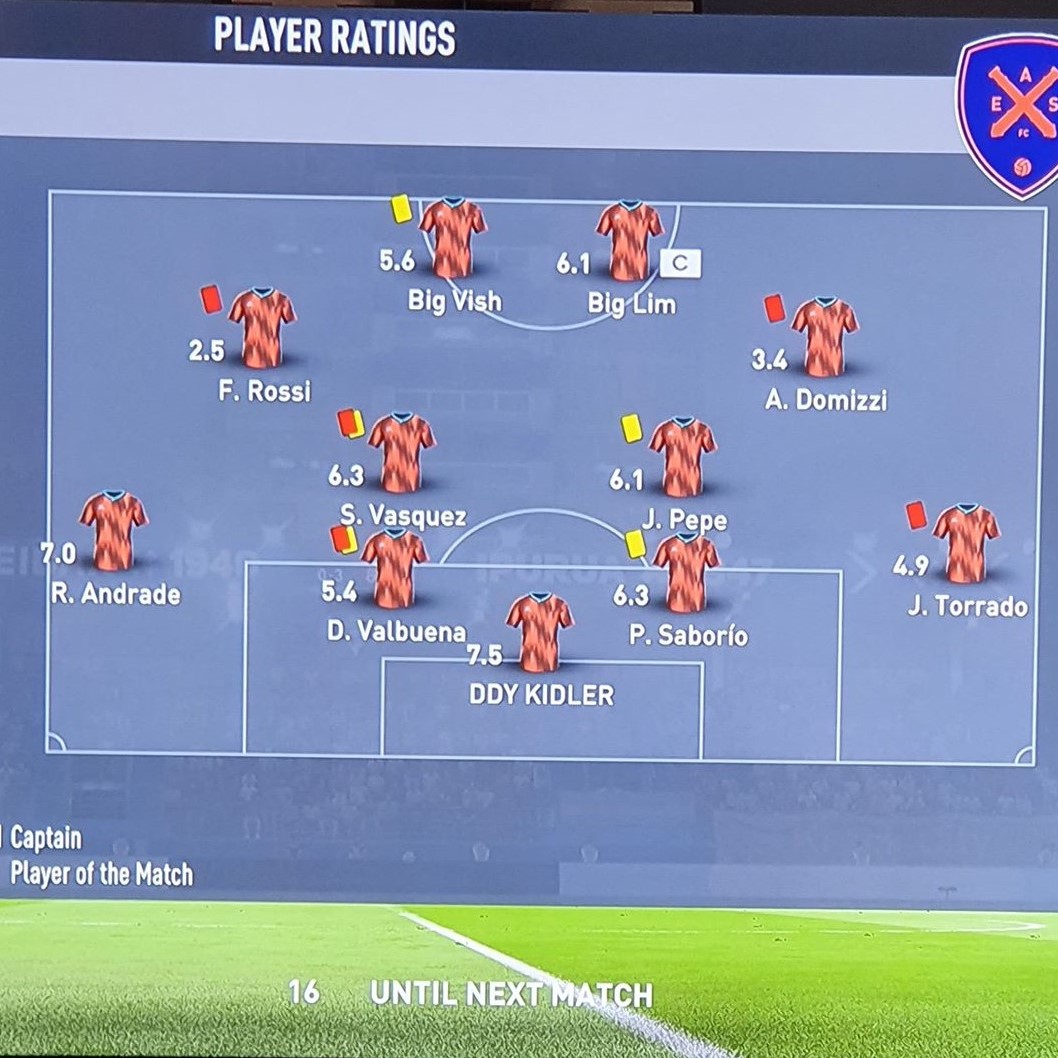 PLAYER RATINGS
A
E S
FC
5.6
Big Vish
6.1
C
Big Lim
2.5
F. Rossi
3.4
A. Domizzi
6.3
S. Vasquez
6.1
J. Pepe
7.0
R. Andrade
5.4
D. Valbuena
6.3
P. Saborío
4.9
J. Torrado
7.5
DDY KIDLER
Captain
Player of the Match
16 UNTIL NEXT MATCH